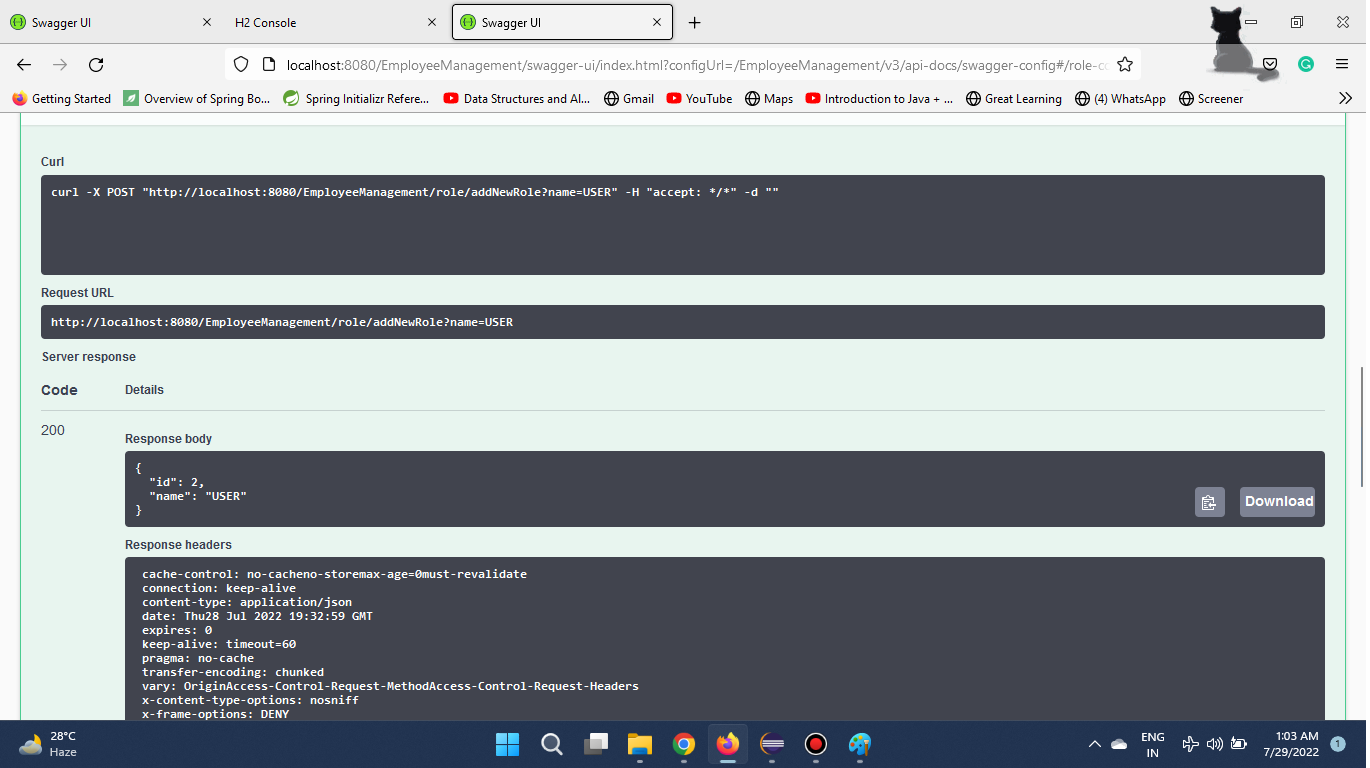 Swagger UI
H2 Console
Swagger UI
localhost:8080/EmployeeManagement/swagger-ui/index.html?configUrl=/EmployeeManagement/v3/api-docs/swagger-config#/role-co
Getting Started
Overview of Spring Bo...
Spring Initializr Refere...
Data Structures and Al...
Gmail
YouTube
Maps
Introduction to Java + ...
Great Learning
(4) WhatsApp
Screener
Curl
curl -X POST "http://localhost:8080/EmployeeManagement/role/addNewRole?name=USER" -H "accept: */*" -d ""
Request URL
http://localhost:8080/EmployeeManagement/role/addNewRole?name=USER
Server response
Code Details
200
Response body
{
"id": 2,
"name": "USER"
}
Download
Response headers
cache-control: no-cacheno-storemax-age=0must-revalidate
connection: keep-alive
content-type: application/json
date: Thu28 Jul 2022 19:32:59 GMT
expires: 0
keep-alive: timeout=60
pragma: no-cache
transfer-encoding: chunked
vary: OriginAccess-Control-Request-MethodAccess-Control-Request-Headers
x-content-type-options: nosniff
x-frame-options: DENY
28°C
Haze
ENG
IN
1:03 AM
7/29/2022
1